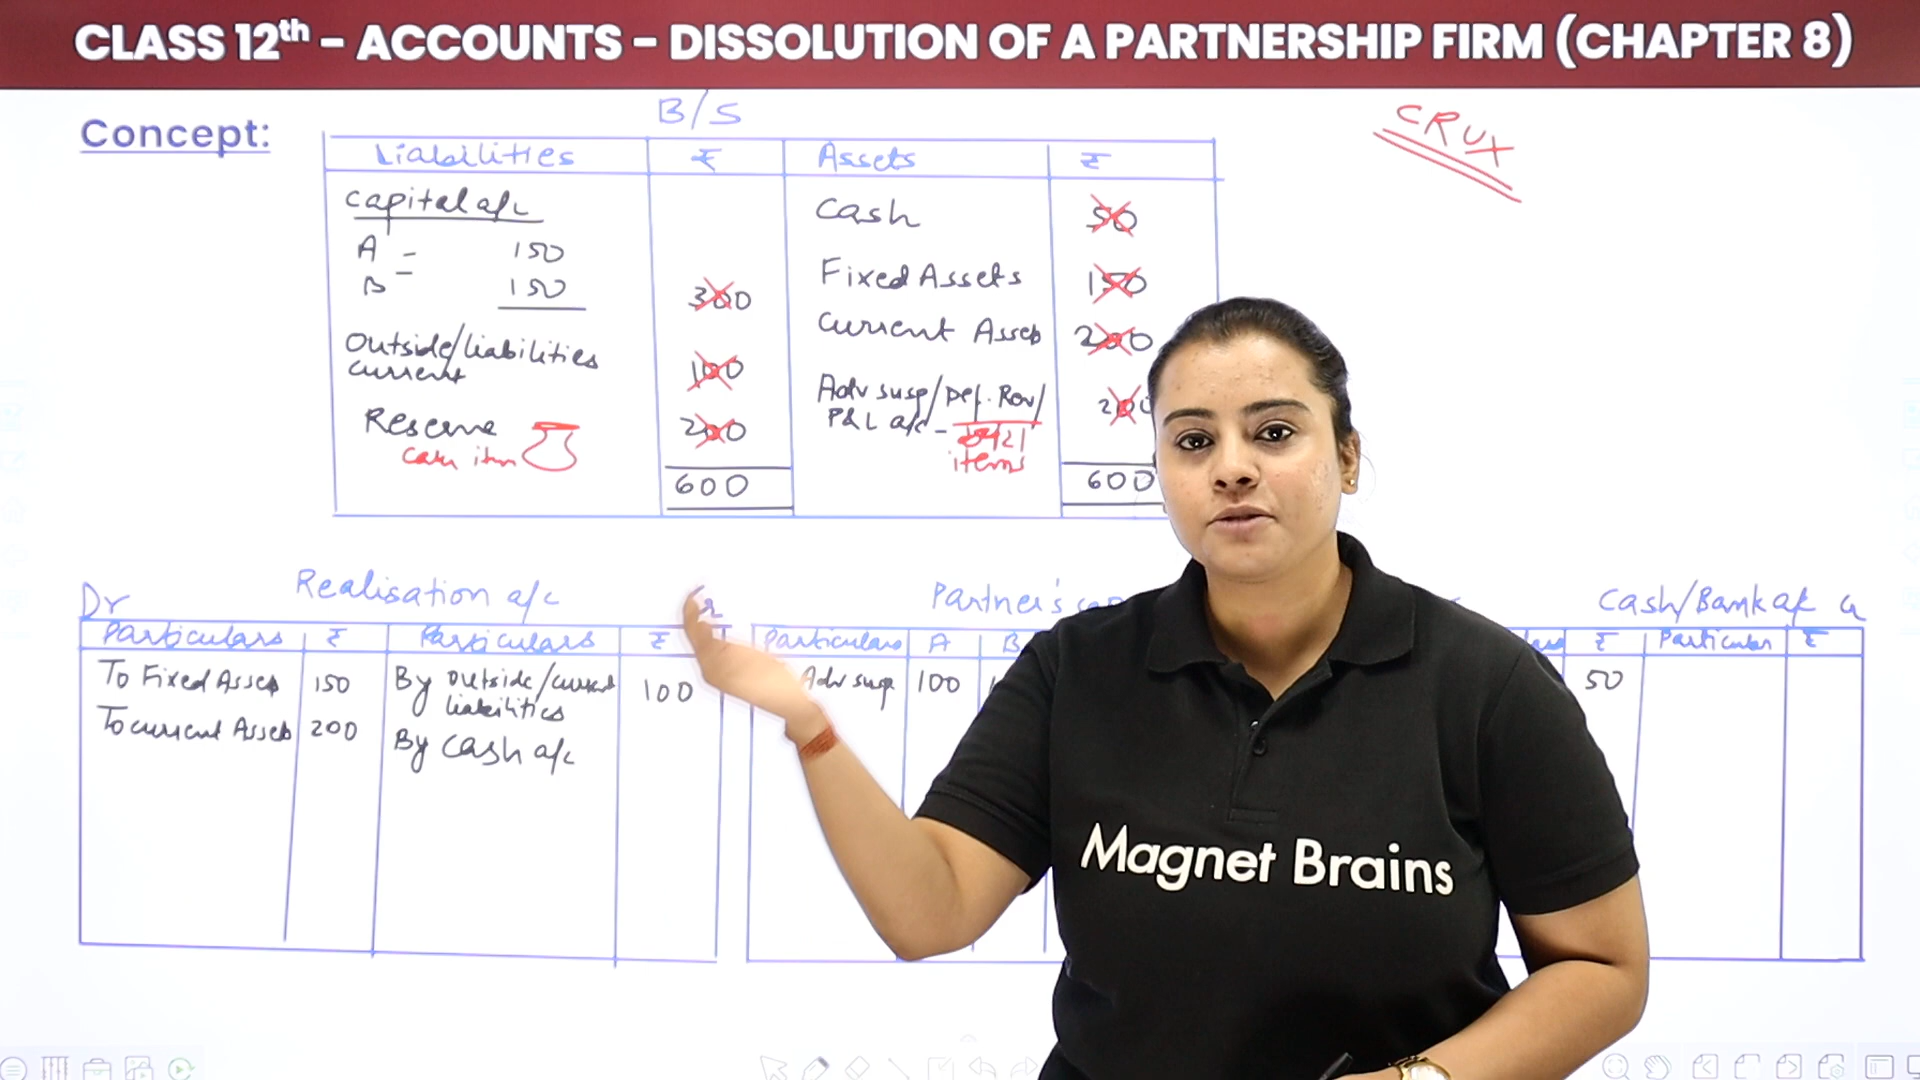 CLASS 12th - ACCOUNTS - DISSOLUTION OF A PARTNERSHIP FIRM (CHAPTER 8)
Concept:
B/S
CRUX
Liabilities ₹ Assets ₹
Capital a/c
A - 150
B 150
300
Outside/liabilities
current
100
Reserve
200
600
Cash 50
Fixed Assets 150
Current Assets 200
Adv susp/Def. Rev/
P&L a/c -
items
600
Dr Realisation a/c Cr
Particulars ₹ Particulars ₹
To Fixed Assets 150 By outside/current liabilities 100
To current Assets 200 By cash a/c
Partner's
Particulars A B
Adv susp 100
Cash/Bank a/c
₹ Particular ₹
50
Magnet Brains